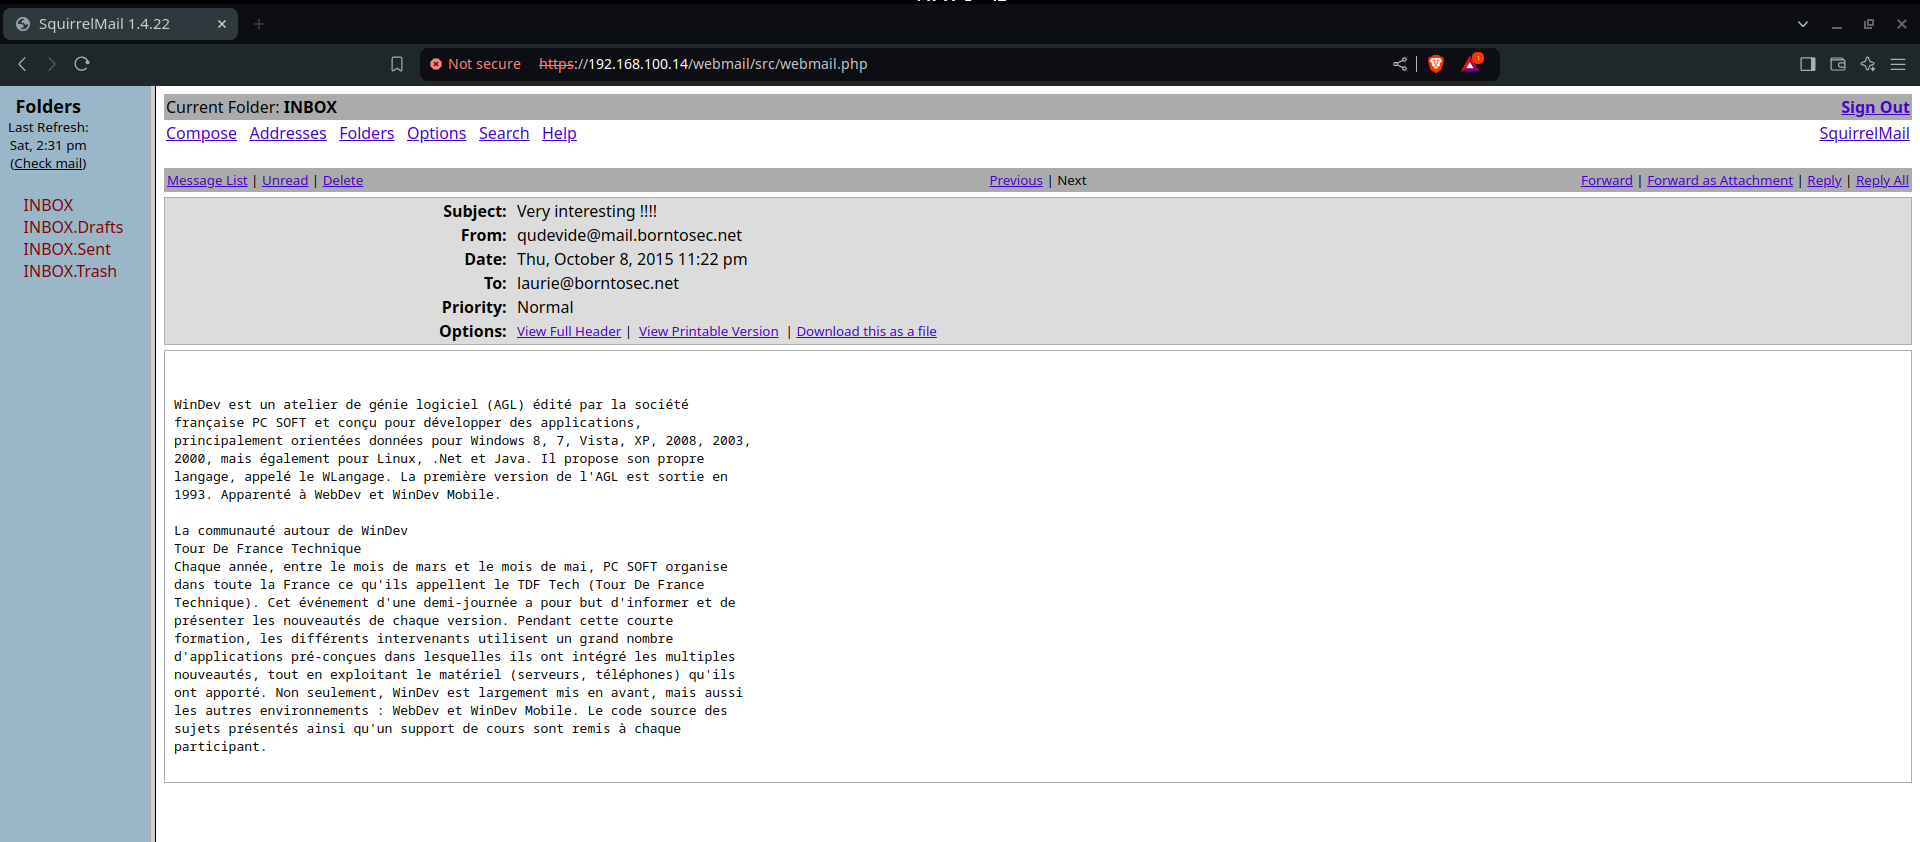 SquirrelMail 1.4.22
Not secure https://192.168.100.14/webmail/src/webmail.php
Folders
Last Refresh:
Sat, 2:31 pm
(Check mail)
INBOX
INBOX.Drafts
INBOX.Sent
INBOX.Trash
Current Folder: INBOX Sign Out
Compose Addresses Folders Options Search Help SquirrelMail
Message List | Unread | Delete Previous | Next Forward | Forward as Attachment | Reply | Reply All
Subject: Very interesting !!!!
From: qudevide@mail.borntosec.net
Date: Thu, October 8, 2015 11:22 pm
To: laurie@borntosec.net
Priority: Normal
Options: View Full Header | View Printable Version | Download this as a file
WinDev est un atelier de génie logiciel (AGL) édité par la société
française PC SOFT et conçu pour développer des applications,
principalement orientées données pour Windows 8, 7, Vista, XP, 2008, 2003,
2000, mais également pour Linux, .Net et Java. Il propose son propre
langage, appelé le WLangage. La première version de l'AGL est sortie en
1993. Apparenté à WebDev et WinDev Mobile.
La communauté autour de WinDev
Tour De France Technique
Chaque année, entre le mois de mars et le mois de mai, PC SOFT organise
dans toute la France ce qu'ils appellent le TDF Tech (Tour De France
Technique). Cet événement d'une demi-journée a pour but d'informer et de
présenter les nouveautés de chaque version. Pendant cette courte
formation, les différents intervenants utilisent un grand nombre
d'applications pré-conçues dans lesquelles ils ont intégré les multiples
nouveautés, tout en exploitant le matériel (serveurs, téléphones) qu'ils
ont apporté. Non seulement, WinDev est largement mis en avant, mais aussi
les autres environnements : WebDev et WinDev Mobile. Le code source des
sujets présentés ainsi qu'un support de cours sont remis à chaque
participant.